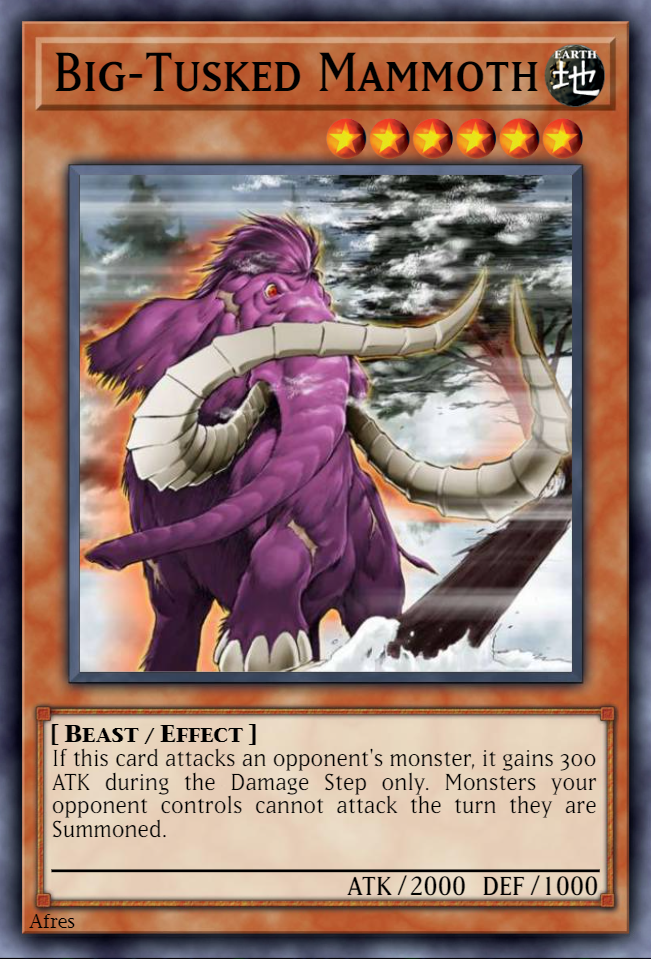 Big-Tusked Mammoth
EARTH
地
[ Beast / Effect ]
If this card attacks an opponent's monster, it gains 300
ATK during the Damage Step only. Monsters your
opponent controls cannot attack the turn they are
Summoned.
ATK / 2000 DEF / 1000
Afres